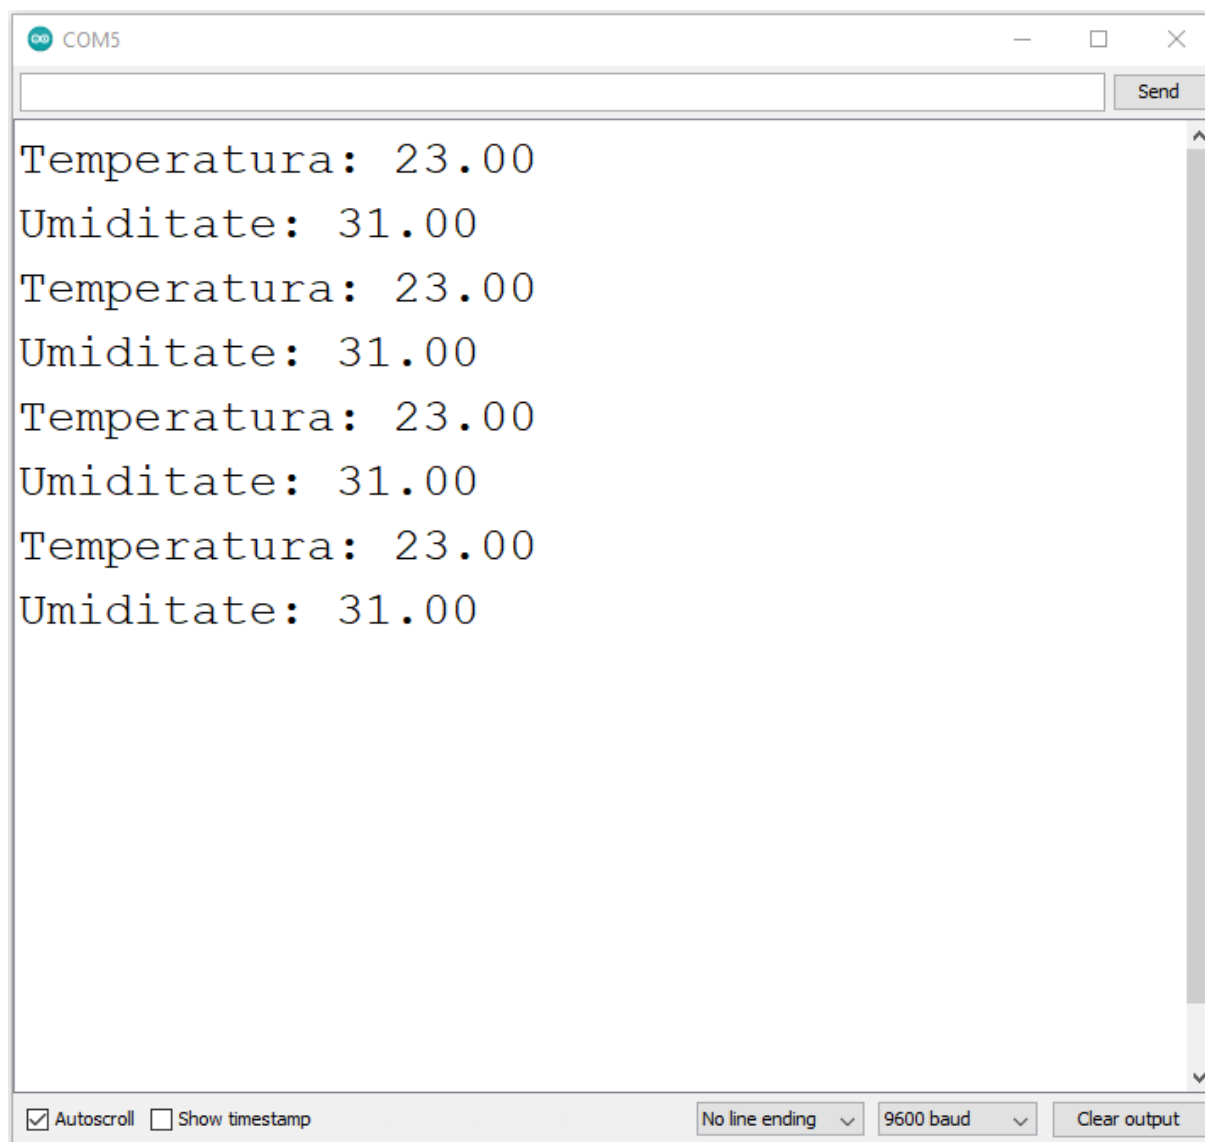 COM5
Send
Temperatura: 23.00
Umiditate: 31.00
Temperatura: 23.00
Umiditate: 31.00
Temperatura: 23.00
Umiditate: 31.00
Temperatura: 23.00
Umiditate: 31.00
Autoscroll Show timestamp No line ending 9600 baud Clear output